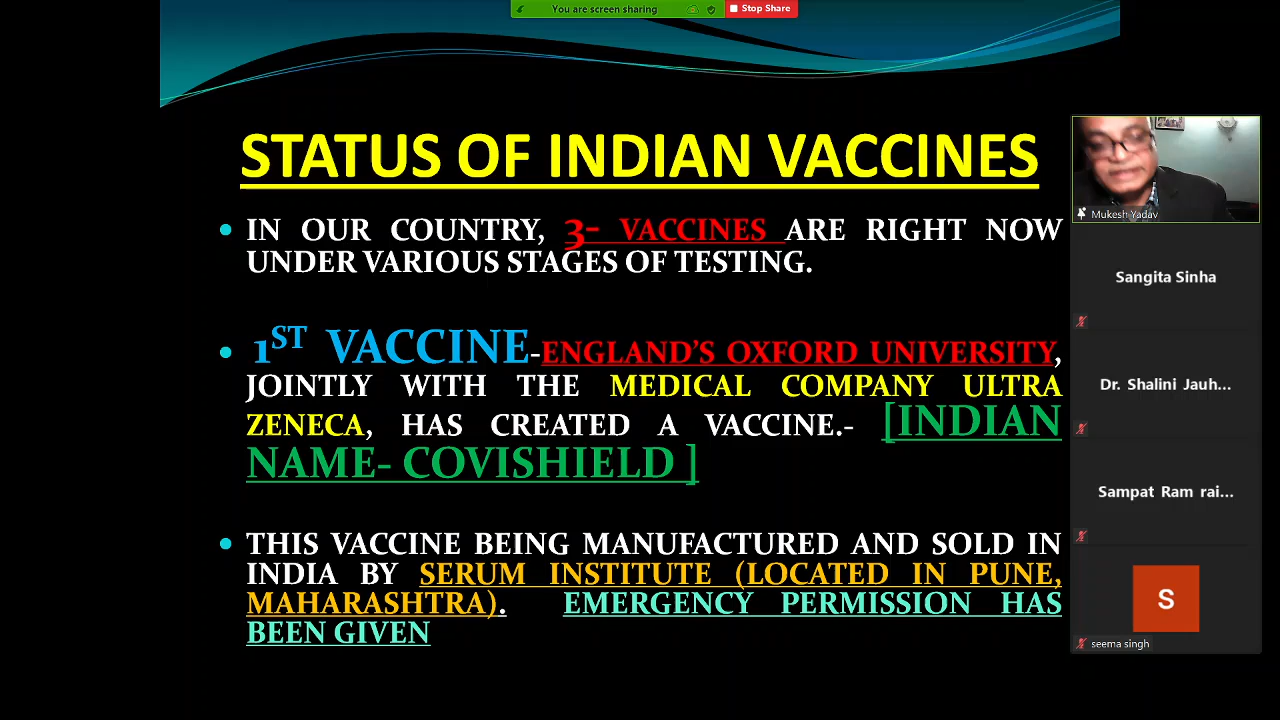 You are screen sharing
Stop Share
STATUS OF INDIAN VACCINES
• IN OUR COUNTRY, 3- VACCINES ARE RIGHT NOW
UNDER VARIOUS STAGES OF TESTING.
• 1ST VACCINE-ENGLAND'S OXFORD UNIVERSITY,
JOINTLY WITH THE MEDICAL COMPANY ULTRA
ZENECA, HAS CREATED A VACCINE.- [INDIAN
NAME- COVISHIELD ]
• THIS VACCINE BEING MANUFACTURED AND SOLD IN
INDIA BY SERUM INSTITUTE (LOCATED IN PUNE,
MAHARASHTRA). EMERGENCY PERMISSION HAS
BEEN GIVEN
Mukesh Yadav
Sangita Sinha
Dr. Shalini Jauh...
Sampat Ram rai...
S
seema singh